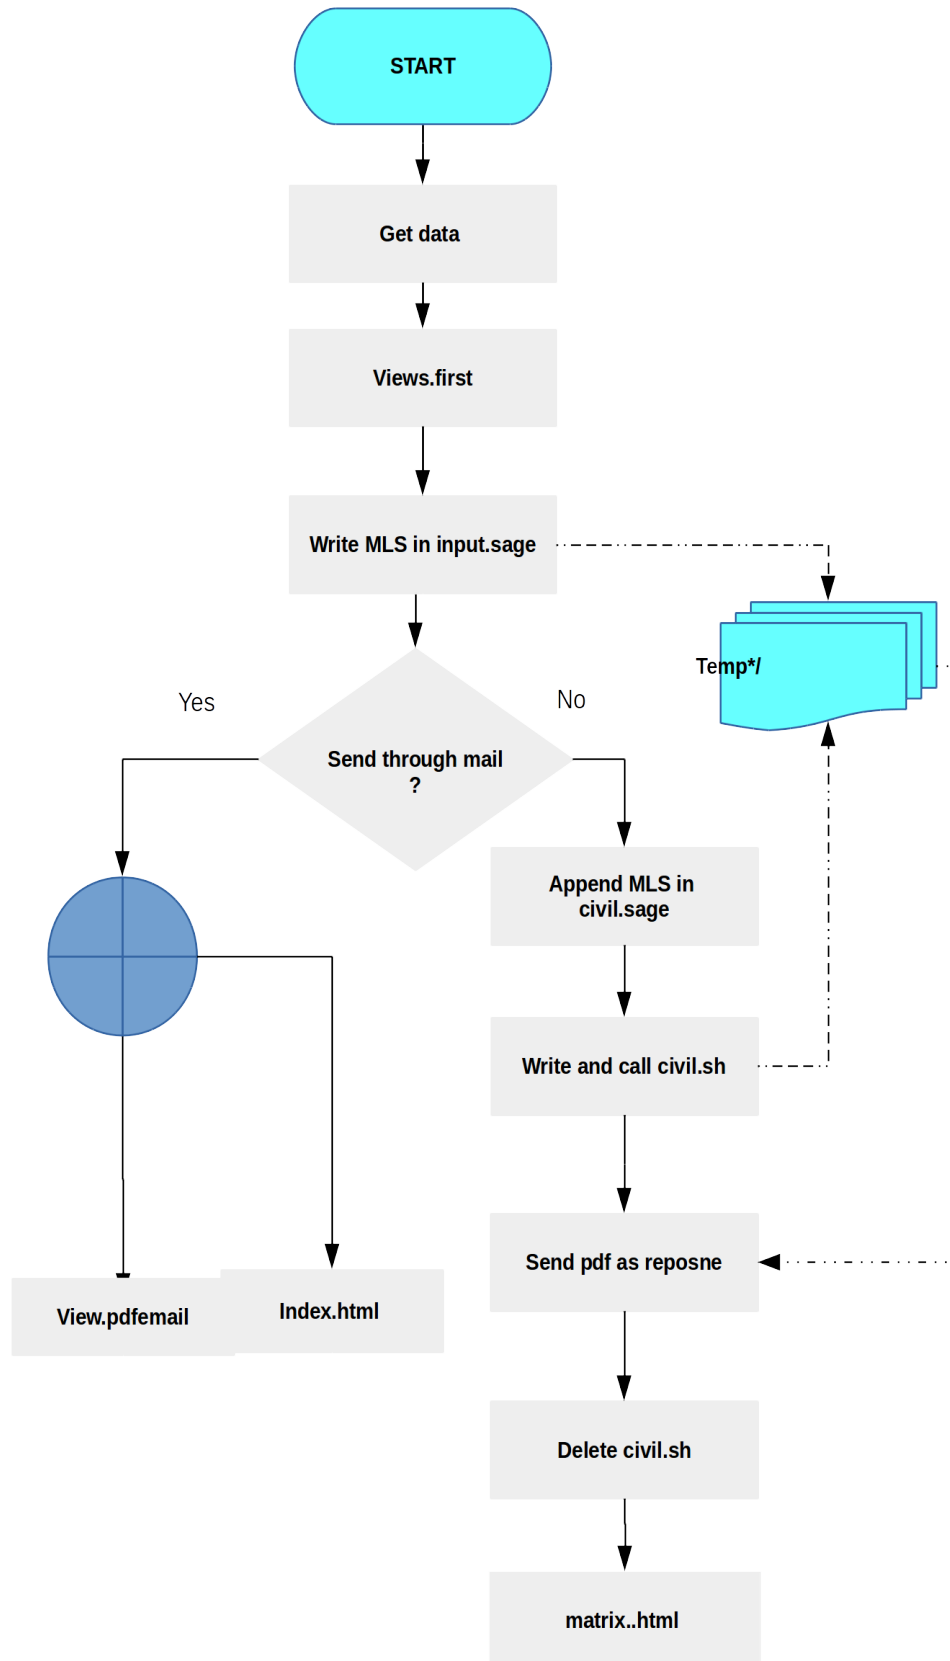 START
Get data
Views.first
Write MLS in input.sage
Temp*/
Yes
No
Send through mail
?
Append MLS in
civil.sage
Write and call civil.sh
Send pdf as reposne
View.pdfemail
Index.html
Delete civil.sh
matrix..html